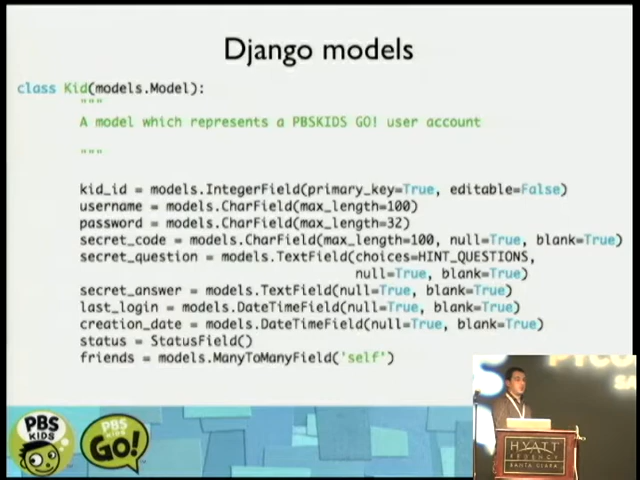 Django models
class Kid(models.Model):
"""
A model which represents a PBSKIDS GO! user account
"""
kid_id = models.IntegerField(primary_key=True, editable=False)
username = models.CharField(max_length=100)
password = models.CharField(max_length=32)
secret_code = models.CharField(max_length=100, null=True, blank=True)
secret_question = models.TextField(choices=HINT_QUESTIONS,
null=True, blank=True)
secret_answer = models.TextField(null=True, blank=True)
last_login = models.DateTimeField(null=True, blank=True)
creation_date = models.DateTimeField(null=True, blank=True)
status = StatusField()
friends = models.ManyToManyField('self')
PBS
KIDS
PBS
KIDS
GO!
HYATT
REGENCY
SANTA CLARA